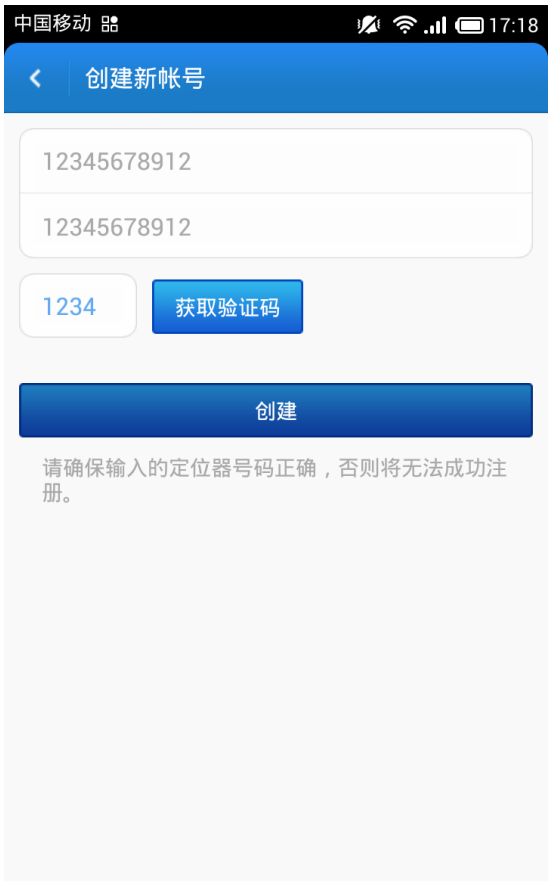 中国移动 17:18
创建新帐号
12345678912
12345678912
1234 获取验证码
创建
请确保输入的定位器号码正确，否则将无法成功注
册。